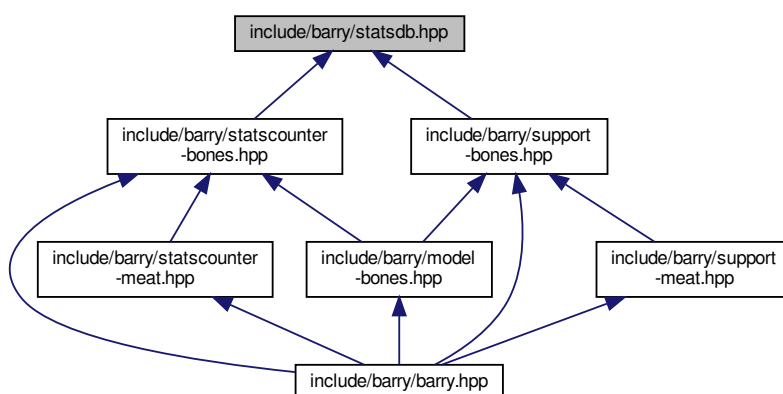 include/barry/statsdb.hpp
include/barry/statscounter
-bones.hpp
include/barry/support
-bones.hpp
include/barry/statscounter
-meat.hpp
include/barry/model
-bones.hpp
include/barry/support
-meat.hpp
include/barry/barry.hpp